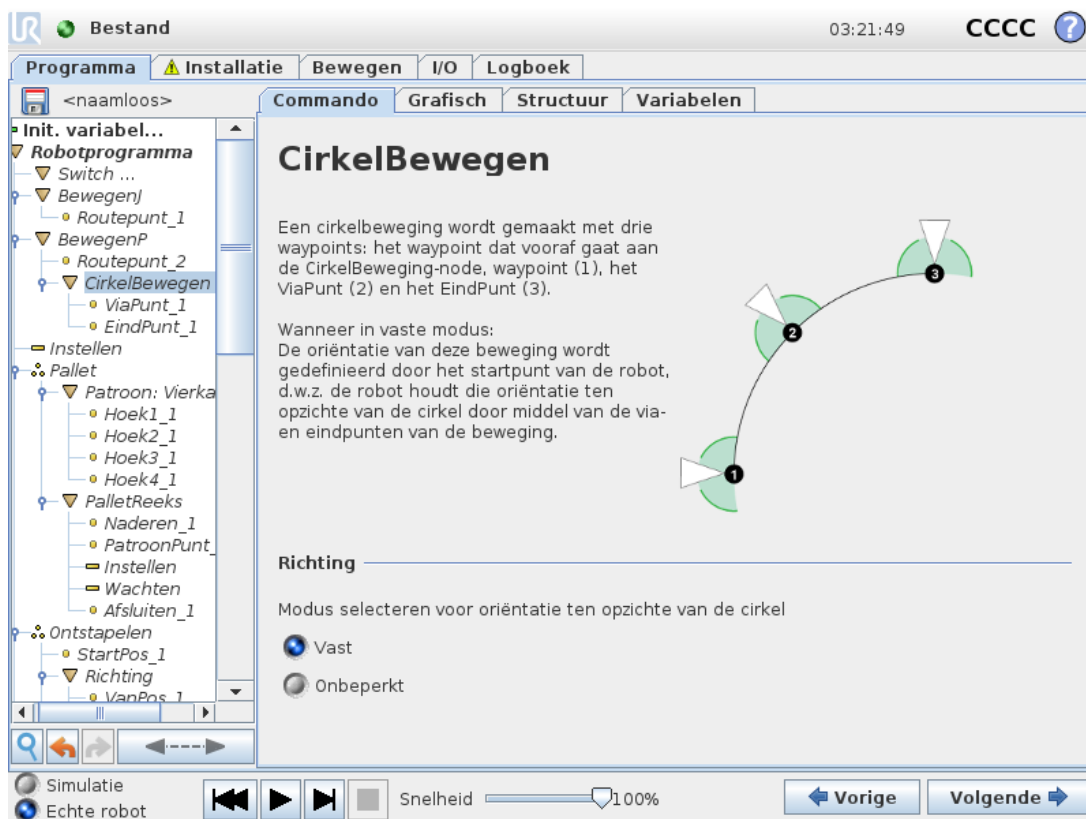 UR Bestand 03:21:49 CCCC ?
Programma Installatie Bewegen I/O Logboek
<naamloos>
Commando Grafisch Structuur Variabelen
Init. variabel...
Robotprogramma
Switch ...
BewegenJ
Routepunt_1
BewegenP
Routepunt_2
CirkelBewegen
ViaPunt_1
EindPunt_1
Instellen
Pallet
Patroon: Vierka
Hoek1_1
Hoek2_1
Hoek3_1
Hoek4_1
PalletReeks
Naderen_1
PatroonPunt_
Instellen
Wachten
Afsluiten_1
Ontstapelen
StartPos_1
Richting
VanPos_1
CirkelBewegen
Een cirkelbeweging wordt gemaakt met drie
waypoints: het waypoint dat vooraf gaat aan
de CirkelBeweging-node, waypoint (1), het
ViaPunt (2) en het EindPunt (3).
Wanneer in vaste modus:
De oriëntatie van deze beweging wordt
gedefinieerd door het startpunt van de robot,
d.w.z. de robot houdt die oriëntatie ten
opzichte van de cirkel door middel van de via-
en eindpunten van de beweging.
3
2
1
Richting
Modus selecteren voor oriëntatie ten opzichte van de cirkel
Vast
Onbeperkt
Simulatie
Echte robot
Snelheid 100%
Vorige
Volgende